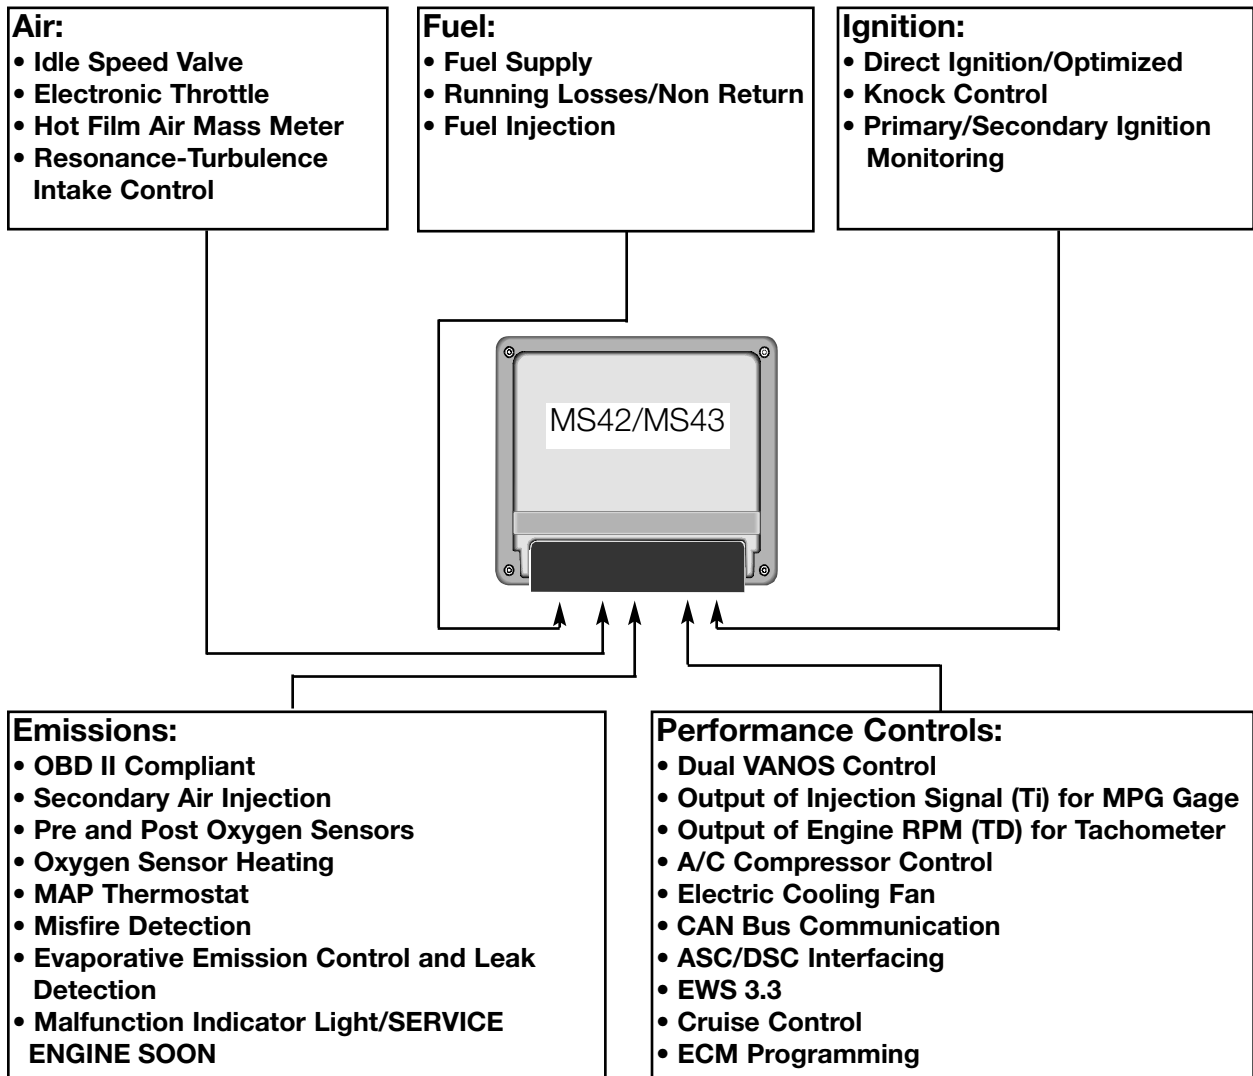 Air:
• Idle Speed Valve
• Electronic Throttle
• Hot Film Air Mass Meter
• Resonance-Turbulence
Intake Control
Fuel:
• Fuel Supply
• Running Losses/Non Return
• Fuel Injection
Ignition:
• Direct Ignition/Optimized
• Knock Control
• Primary/Secondary Ignition
Monitoring
MS42/MS43
Emissions:
• OBD II Compliant
• Secondary Air Injection
• Pre and Post Oxygen Sensors
• Oxygen Sensor Heating
• MAP Thermostat
• Misfire Detection
• Evaporative Emission Control and Leak
Detection
• Malfunction Indicator Light/SERVICE
ENGINE SOON
Performance Controls:
• Dual VANOS Control
• Output of Injection Signal (Ti) for MPG Gage
• Output of Engine RPM (TD) for Tachometer
• A/C Compressor Control
• Electric Cooling Fan
• CAN Bus Communication
• ASC/DSC Interfacing
• EWS 3.3
• Cruise Control
• ECM Programming